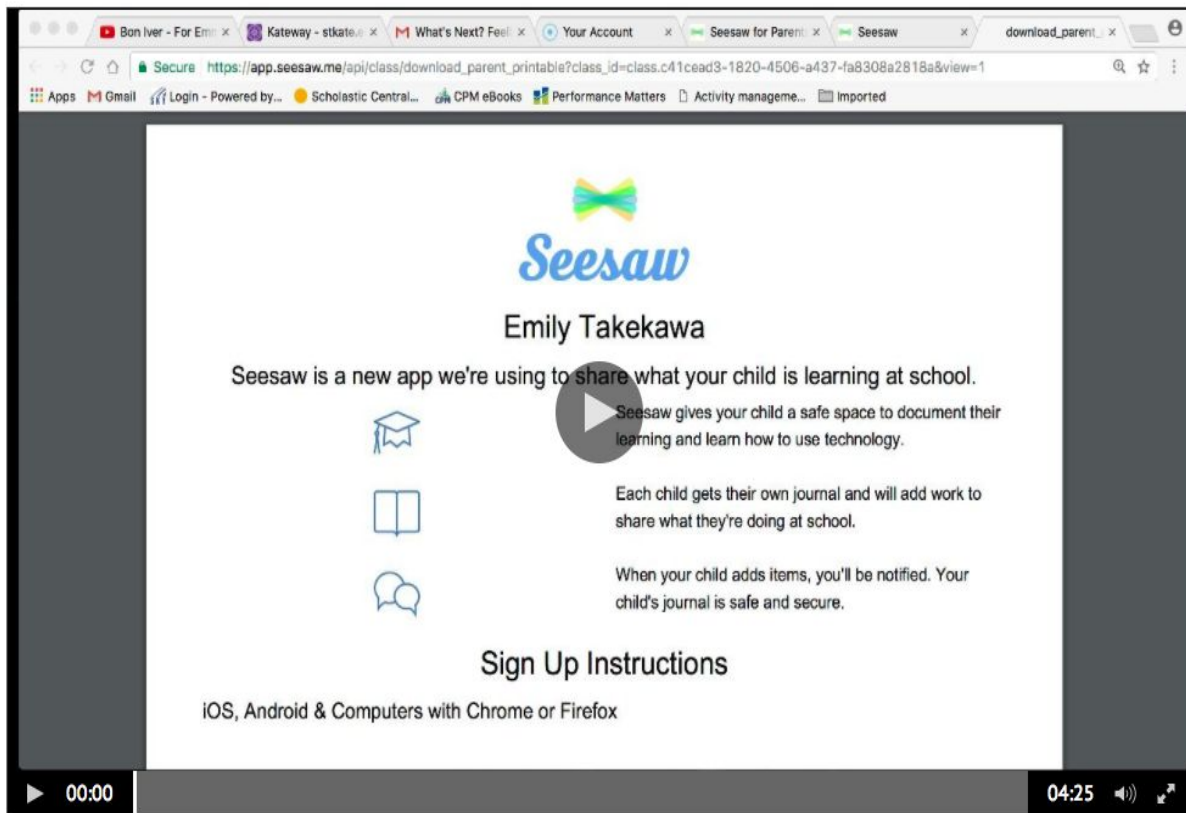 Bon Iver - For Em
Kateway - stkate.e
What's Next? Feel
Your Account
Seesaw for Parent
Seesaw
download_parent_
Secure https://app.seesaw.me/api/class/download_parent_printable?class_id=class.c41cead3-1820-4506-a437-fa8308a2818a&view=1
Apps Gmail Login - Powered by... Scholastic Central... CPM eBooks Performance Matters Activity manageme... Imported
Seesaw
Emily Takekawa
Seesaw is a new app we're using to share what your child is learning at school.
Seesaw gives your child a safe space to document their
learning and learn how to use technology.
Each child gets their own journal and will add work to
share what they're doing at school.
When your child adds items, you'll be notified. Your
child's journal is safe and secure.
Sign Up Instructions
iOS, Android & Computers with Chrome or Firefox
00:00 04:25